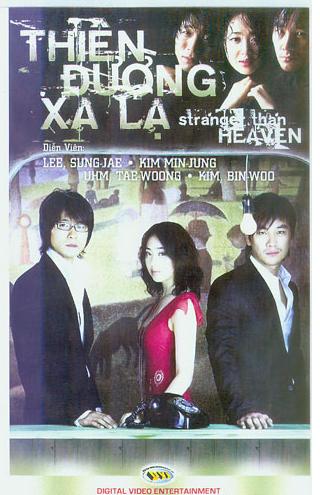 THIÊN
ĐƯỜNG
XA LẠ
stranger than
HEAVEN
Diễn Viên:
LEE, SUNG-JAE • KIM MIN JUNG
UHM, TAE-WOONG • KIM, BIN-WOO
DIGITAL VIDEO ENTERTAINMENT